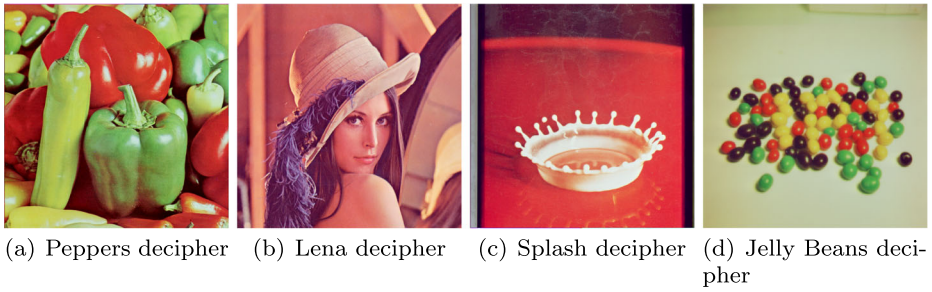 (a) Peppers decipher
(b) Lena decipher
(c) Splash decipher
(d) Jelly Beans deci-
pher